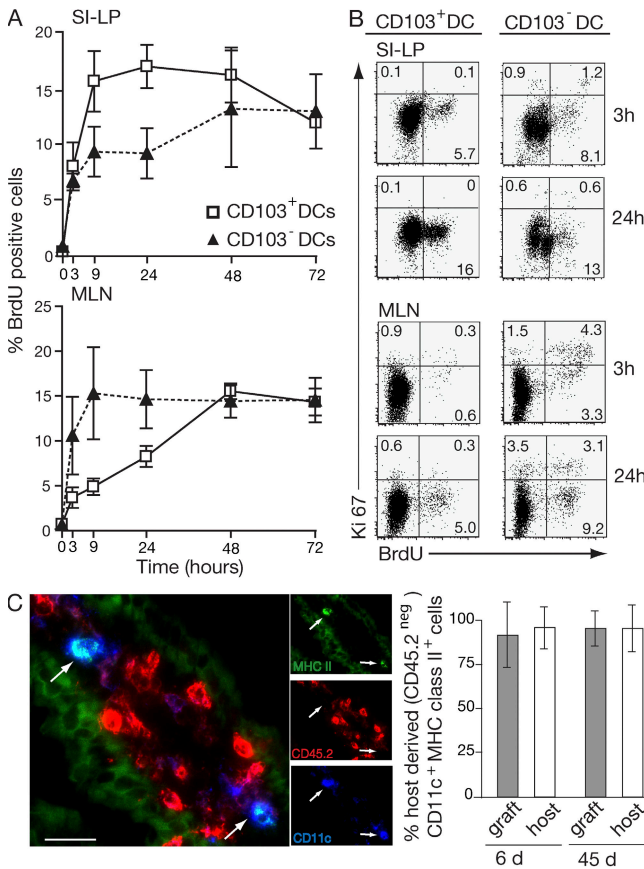 A
SI-LP
20
15
10
5
0
0 3 9 24 48 72
CD103+DCs
CD103- DCs
% BrdU positive cells
MLN
25
20
15
10
5
0
0 3 9 24 48 72
Time (hours)
B
CD103+DC CD103- DC
SI-LP
0.1 0.1 0.9 1.2
3h
5.7 8.1
0.1 0 0.6 0.6
24h
16 13
MLN
0.9 0.3 1.5 4.3
3h
0.6 3.3
0.6 0.3 3.5 3.1
24h
5.0 9.2
Ki 67
BrdU
C
MHC II
CD45.2
CD11c
% host derived (CD45.2 neg)
CD11c+ MHC class II+ cells
100
75
50
25
0
graft host graft host
6 d 45 d